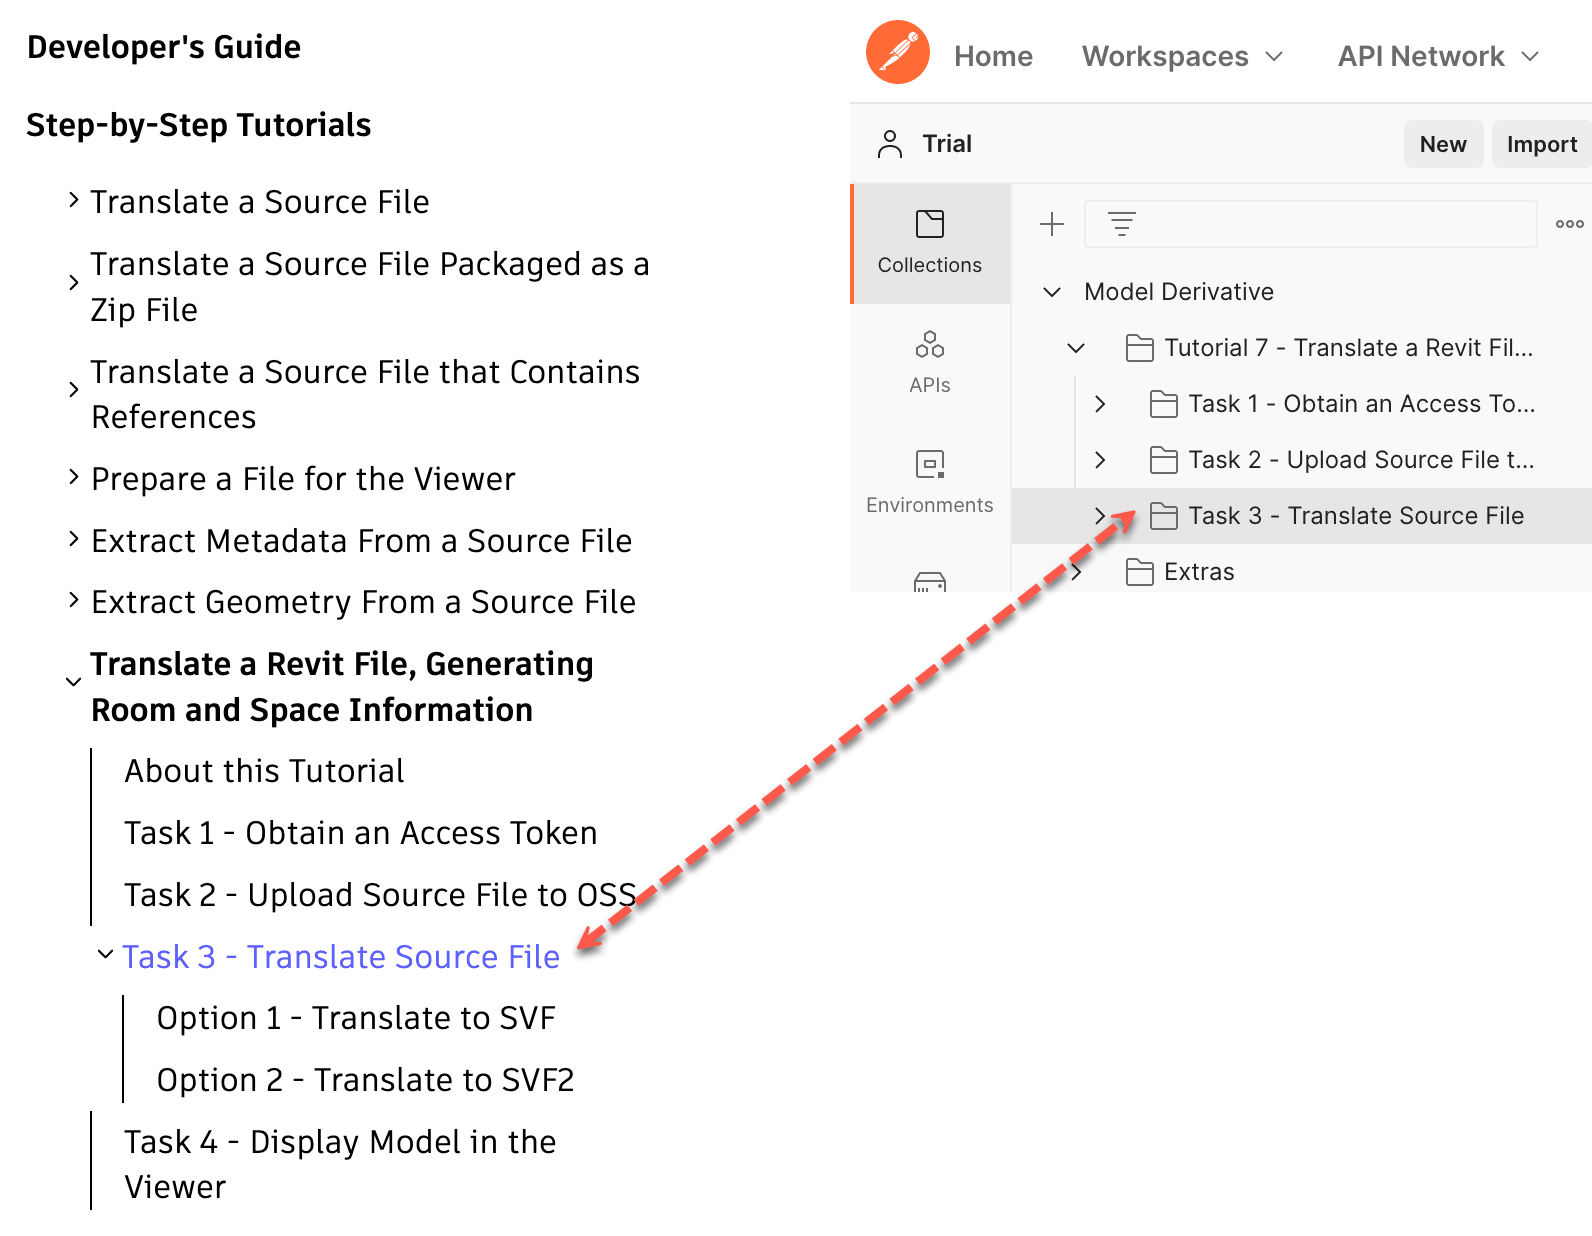 Developer's Guide
Step-by-Step Tutorials
Translate a Source File
Translate a Source File Packaged as a
Zip File
Translate a Source File that Contains
References
Prepare a File for the Viewer
Extract Metadata From a Source File
Extract Geometry From a Source File
Translate a Revit File, Generating
Room and Space Information
About this Tutorial
Task 1 - Obtain an Access Token
Task 2 - Upload Source File to OSS
Task 3 - Translate Source File
Option 1 - Translate to SVF
Option 2 - Translate to SVF2
Task 4 - Display Model in the
Viewer
Home Workspaces API Network
Trial New Import
Collections
APIs
Environments
Model Derivative
Tutorial 7 - Translate a Revit Fil...
Task 1 - Obtain an Access To...
Task 2 - Upload Source File t...
Task 3 - Translate Source File
Extras